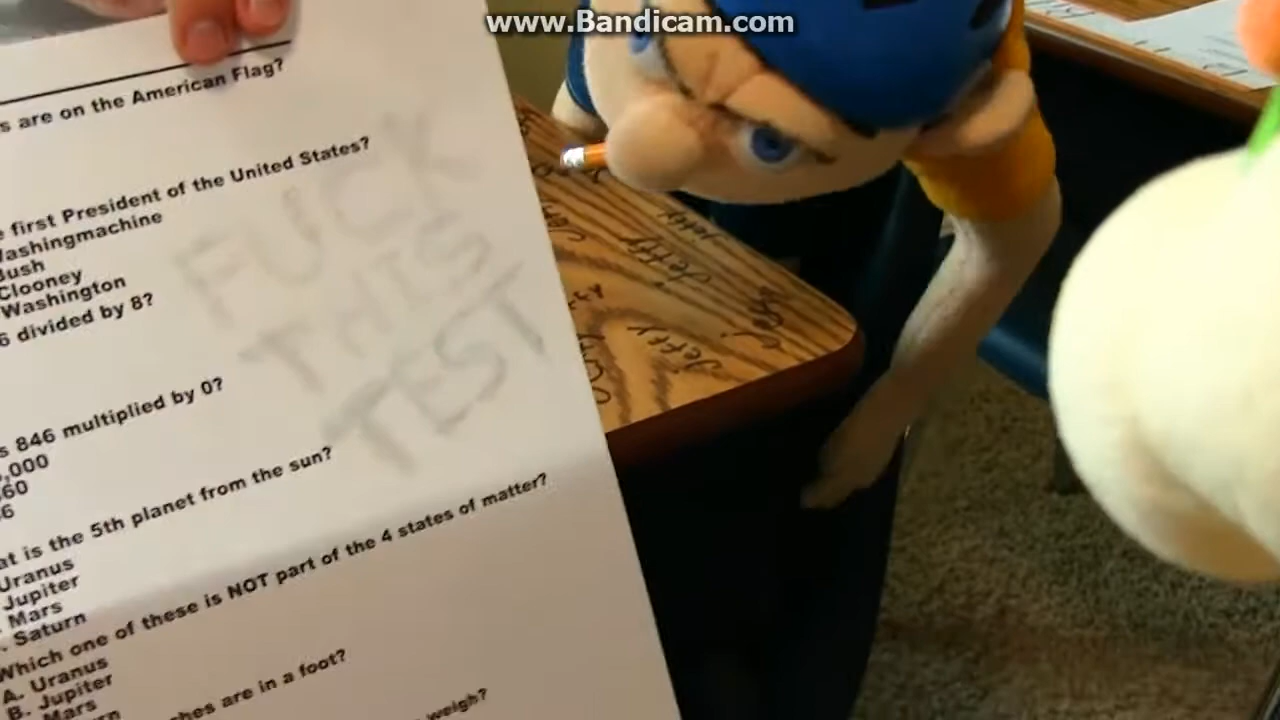 www.Bandicam.com
s are on the American Flag?
first President of the United States?
Washingmachine
Bush
Clooney
Washington
6 divided by 8?
846 multiplied by 0?
,000
60
6
at is the 5th planet from the sun?
Uranus
Jupiter
Mars
. Saturn
Which one of these is NOT part of the 4 states of matter?
A. Uranus
B. Jupiter
Mars
hes are in a foot?
weigh?
FUCK
THIS
TEST
Jeffy
Jeffy
Jeffy